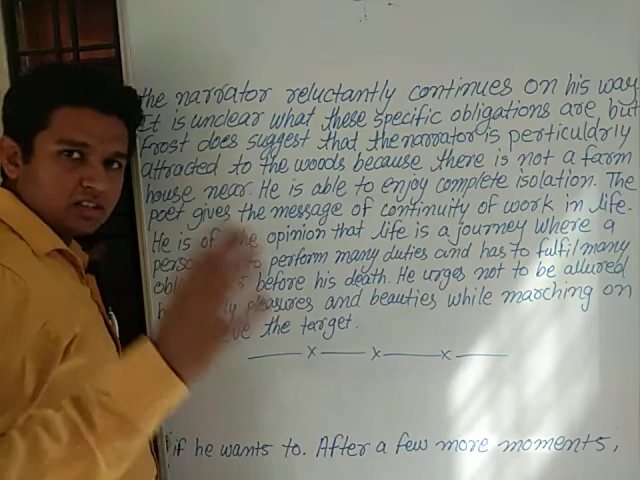 the narrator reluctantly continues on his way
It is unclear what these specific obligations are but
Frost does suggest that the narrator is perticuldrly
attracted to the woods because there is not a farm
house near. He is able to enjoy complete isolation. The
poet gives the message of continuity of work in life.
He is of the opinion that life is a journey where a
to perform many duties and has to fulfil many
before his death. He urges not to be allured
pleasures and beauties while marching on
the target.
—x—x—x—
if he wants to. After a few more moments,